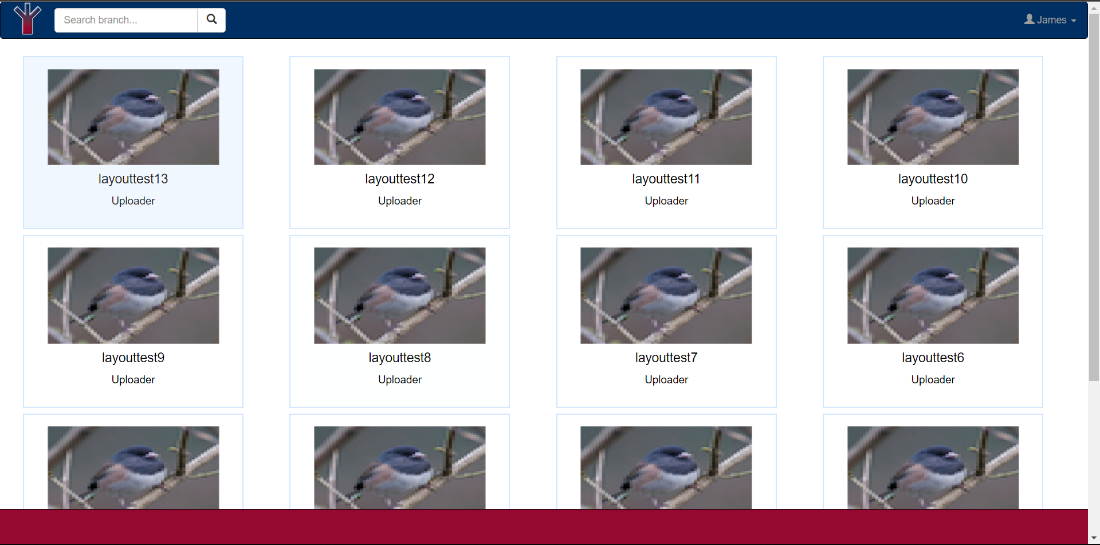 Search branch...
James
layouttest13
Uploader
layouttest12
Uploader
layouttest11
Uploader
layouttest10
Uploader
layouttest9
Uploader
layouttest8
Uploader
layouttest7
Uploader
layouttest6
Uploader